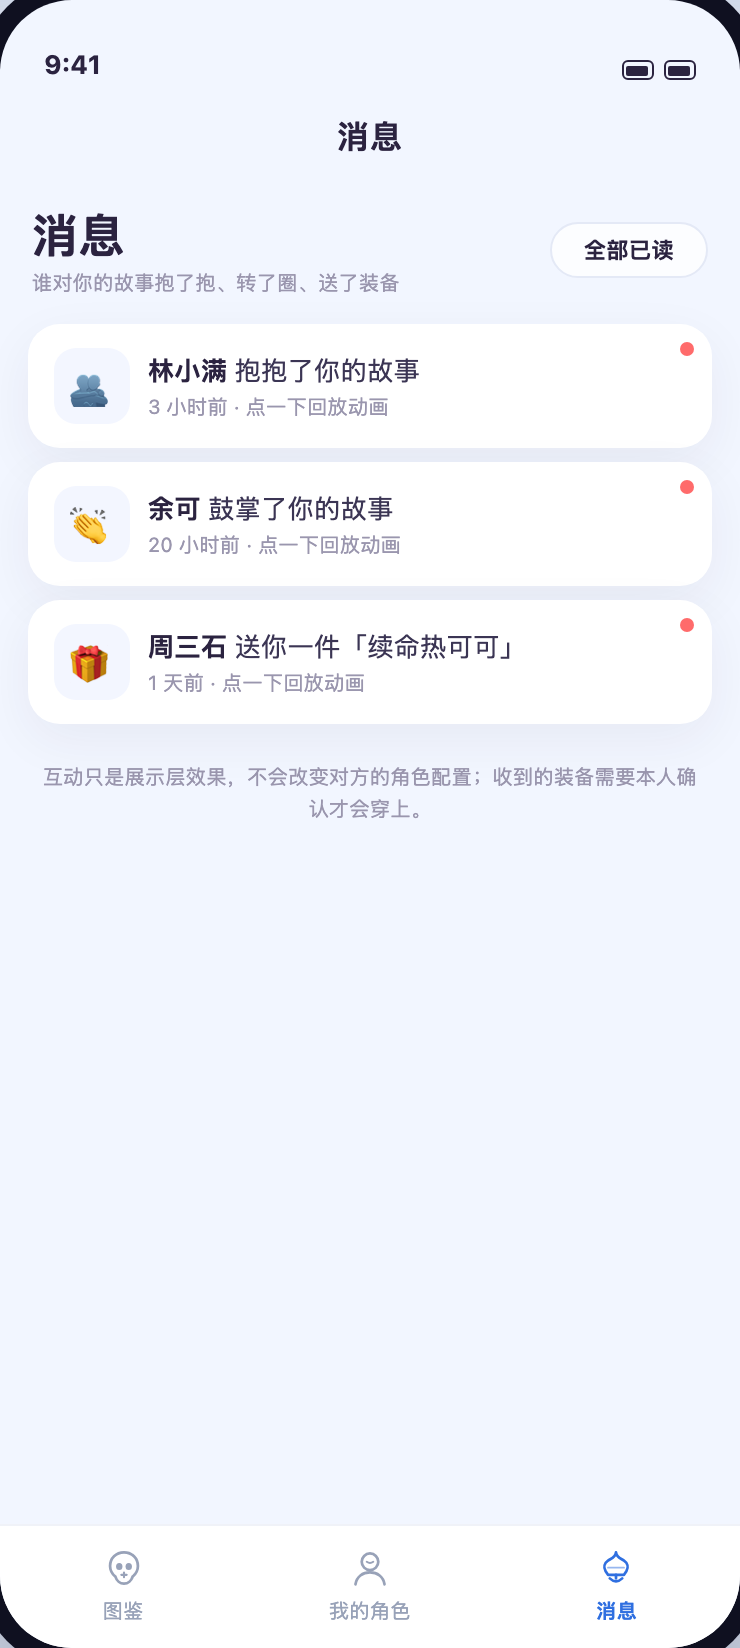 9:41
消息
消息
全部已读
谁对你的故事抱了抱、转了圈、送了装备
林小满 抱抱了你的故事
3 小时前 · 点一下回放动画
余可 鼓掌了你的故事
20 小时前 · 点一下回放动画
周三石 送你一件「续命热可可」
1 天前 · 点一下回放动画
互动只是展示层效果，不会改变对方的角色配置；收到的装备需要本人确
认才会穿上。
图鉴
我的角色
消息